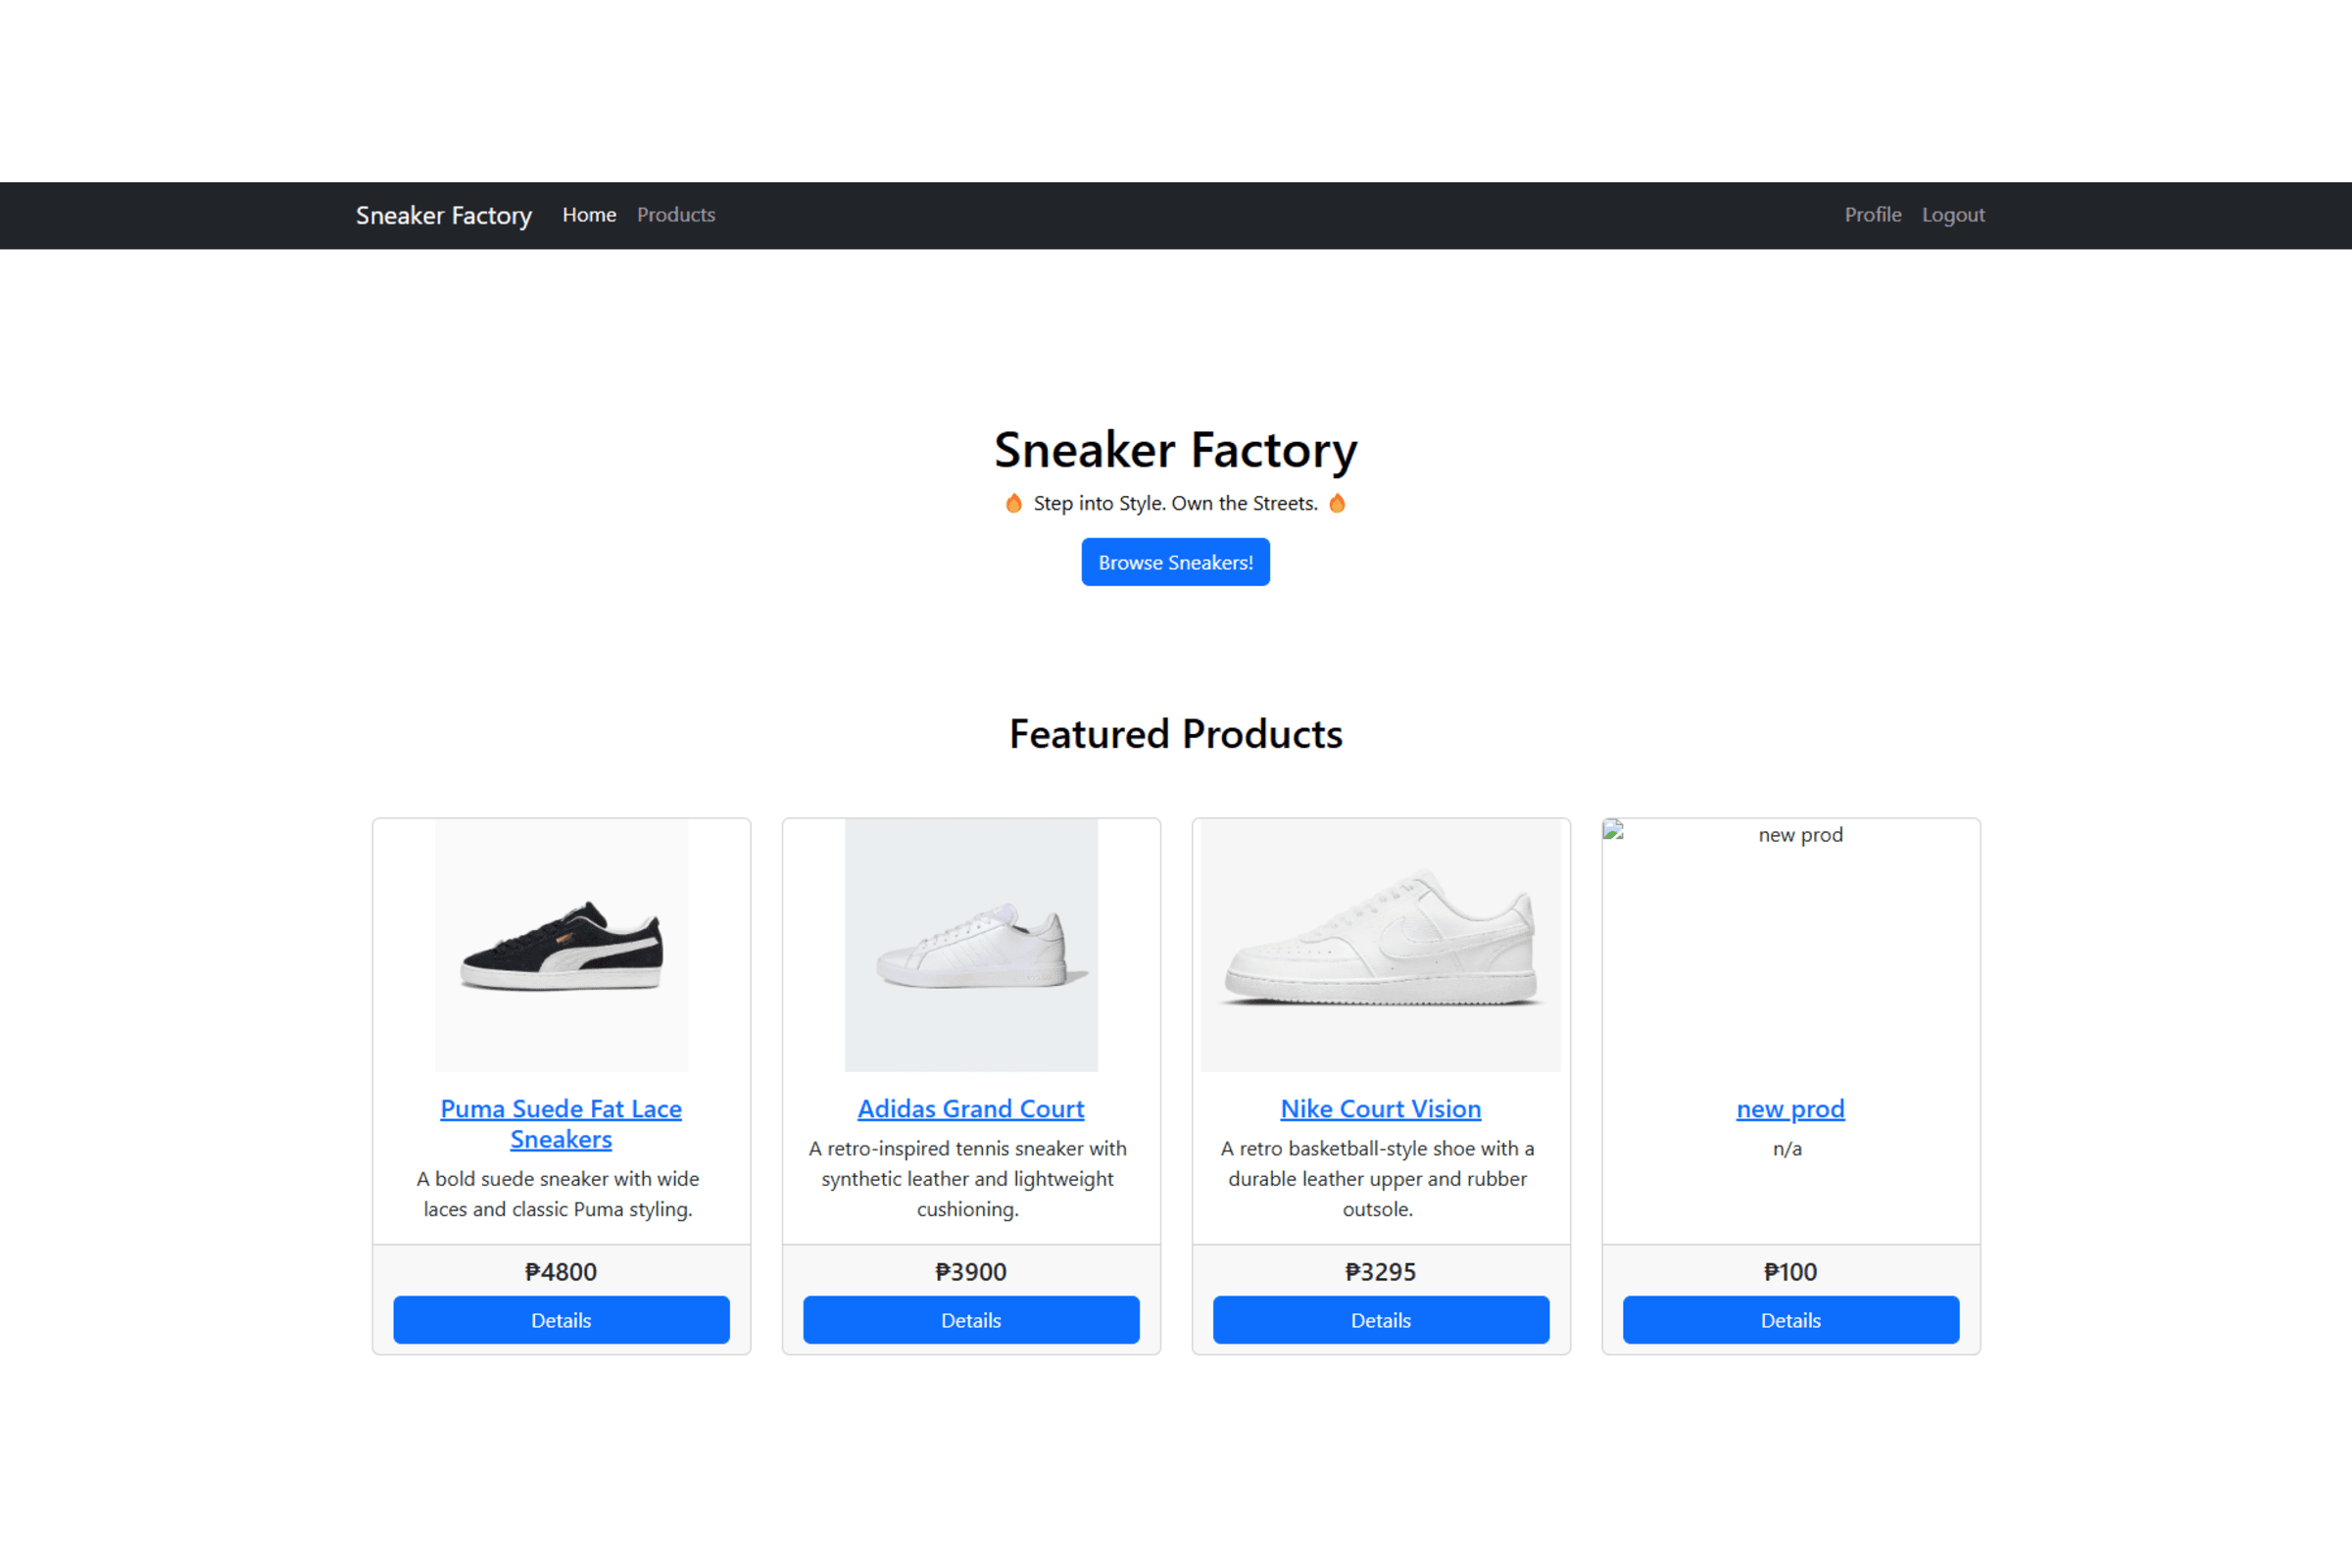 Sneaker Factory Home Products Profile Logout
Sneaker Factory
🔥 Step into Style. Own the Streets. 🔥
Browse Sneakers!
Featured Products
Puma Suede Fat Lace
Sneakers
A bold suede sneaker with wide
laces and classic Puma styling.
₱4800
Details
Adidas Grand Court
A retro-inspired tennis sneaker with
synthetic leather and lightweight
cushioning.
₱3900
Details
Nike Court Vision
A retro basketball-style shoe with a
durable leather upper and rubber
outsole.
₱3295
Details
new prod
new prod
n/a
₱100
Details